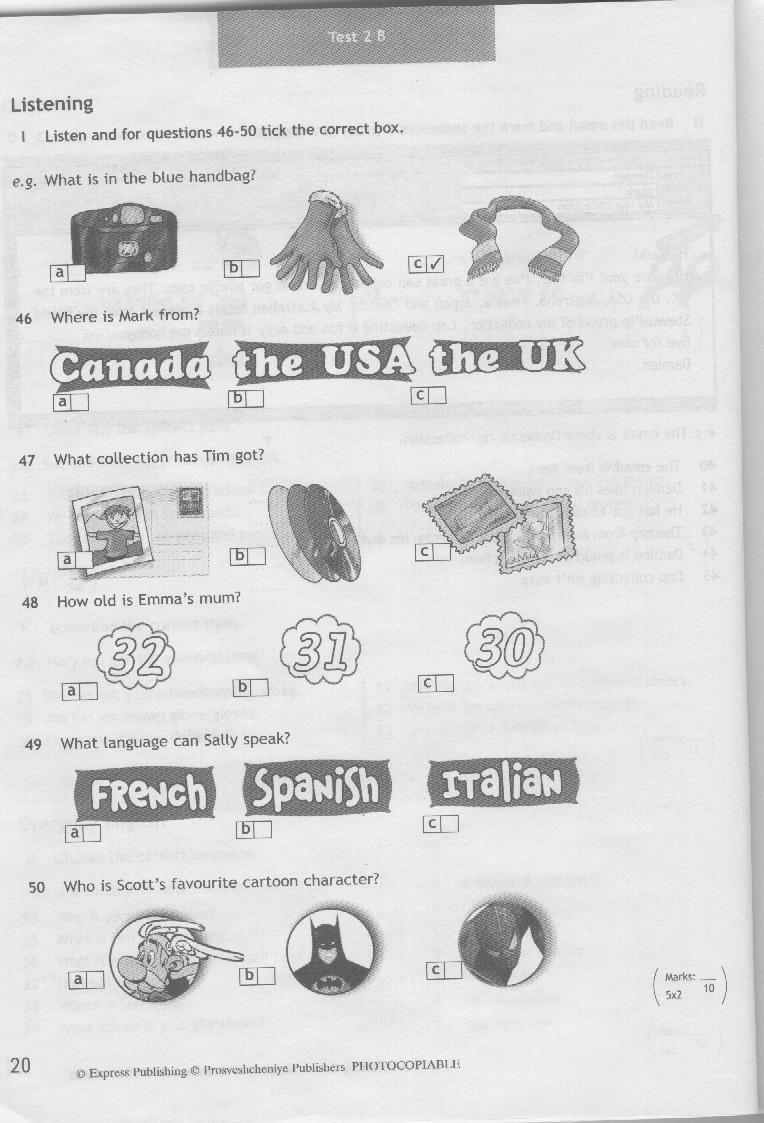 Test 2 B
Listening
I Listen and for questions 46-50 tick the correct box.
e.g. What is in the blue handbag?
a b c ✓
46 Where is Mark from?
Canada the USA the UK
a b c
47 What collection has Tim got?
a b c
48 How old is Emma's mum?
32 31 30
a b c
49 What language can Sally speak?
French Spanish Italian
a b c
50 Who is Scott's favourite cartoon character?
a b c
Marks: __
5x2 10
20 © Express Publishing © Prosveshcheniye Publishers PHOTOCOPIABLE